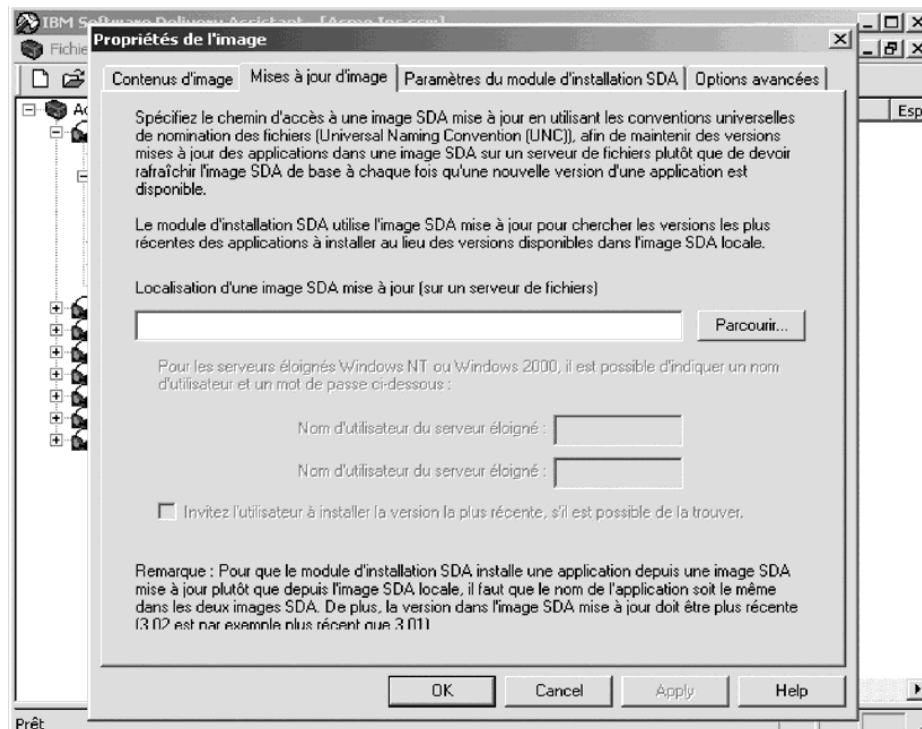 IBM Software Delivery Assistant - [Acme Inc.ssw]
Propriétés de l'image
Fichie
Contenus d'image
Mises à jour d'image
Paramètres du module d'installation SDA
Options avancées
Ac
Esp
Spécifiez le chemin d'accès à une image SDA mise à jour en utilisant les conventions universelles
de nomination des fichiers (Universal Naming Convention (UNC)), afin de maintenir des versions
mises à jour des applications dans une image SDA sur un serveur de fichiers plutôt que de devoir
rafraîchir l'image SDA de base à chaque fois qu'une nouvelle version d'une application est
disponible.
Le module d'installation SDA utilise l'image SDA mise à jour pour chercher les versions les plus
récentes des applications à installer au lieu des versions disponibles dans l'image SDA locale.
Localisation d'une image SDA mise à jour (sur un serveur de fichiers)
Parcourir...
Pour les serveurs éloignés Windows NT ou Windows 2000, il est possible d'indiquer un nom
d'utilisateur et un mot de passe ci-dessous :
Nom d'utilisateur du serveur éloigné :
Nom d'utilisateur du serveur éloigné :
Invitez l'utilisateur à installer la version la plus récente, s'il est possible de la trouver.
Remarque : Pour que le module d'installation SDA installe une application depuis une image SDA
mise à jour plutôt que depuis l'image SDA locale, il faut que le nom de l'application soit le même
dans les deux images SDA. De plus, la version dans l'image SDA mise à jour doit être plus récente
(3.02 est par exemple plus récent que 3.01)
OK
Cancel
Apply
Help
Prêt